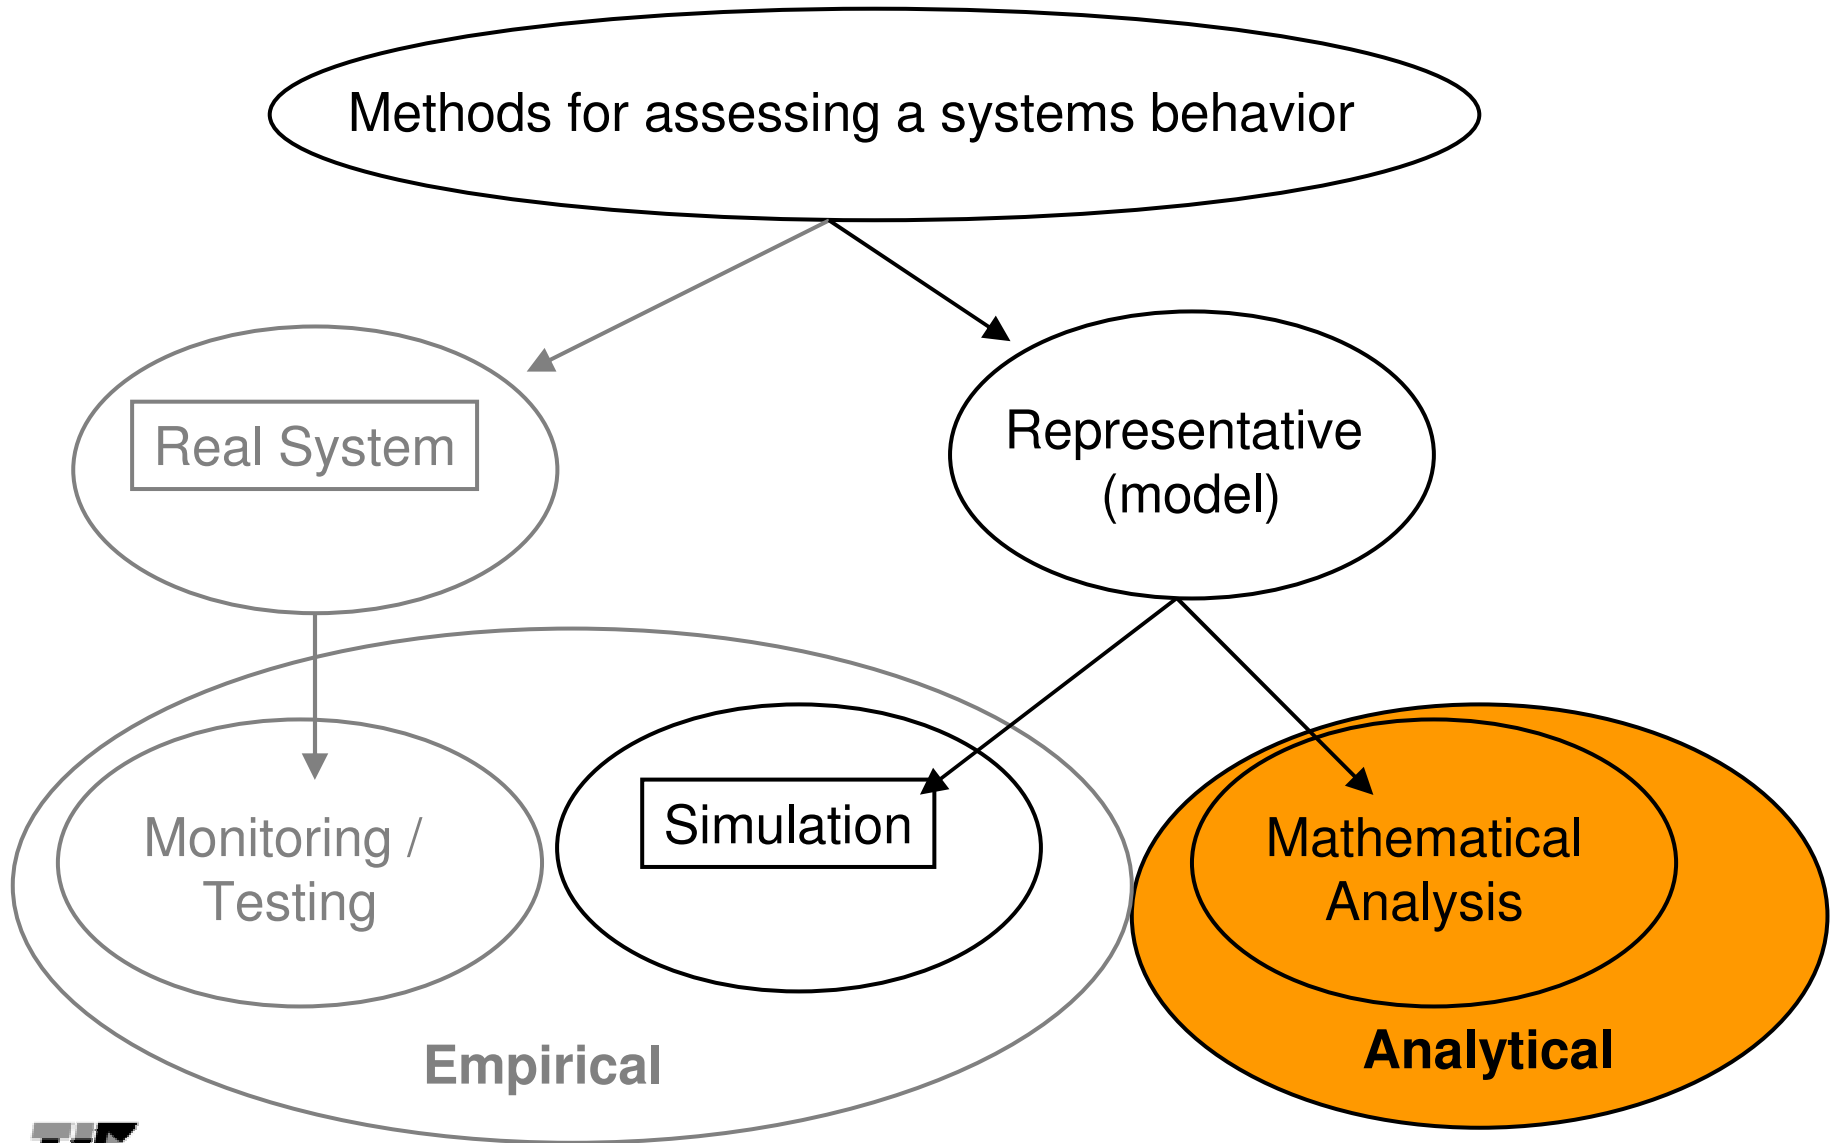 Methods for assessing a systems behavior
Real System
Representative
(model)
Monitoring /
Testing
Simulation
Mathematical
Analysis
Empirical
Analytical